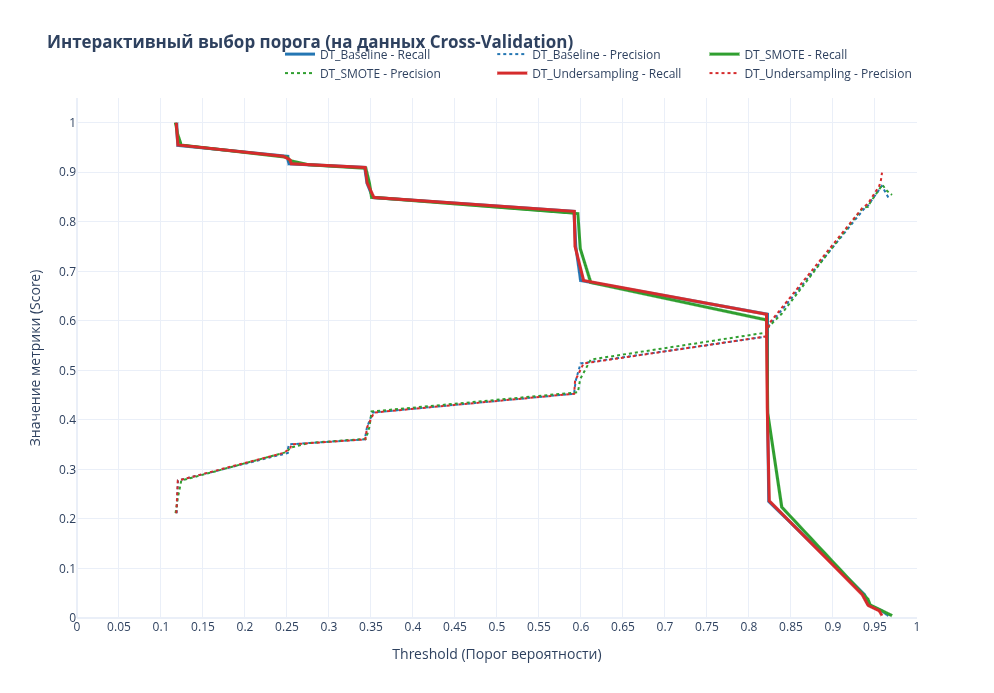 Интерактивный выбор порога (на данных Cross-Validation)
DT_Baseline - Recall
DT_Baseline - Precision
DT_SMOTE - Recall
DT_SMOTE - Precision
DT_Undersampling - Recall
DT_Undersampling - Precision
Значение метрики (Score)
1
0.9
0.8
0.7
0.6
0.5
0.4
0.3
0.2
0.1
0
0 0.05 0.1 0.15 0.2 0.25 0.3 0.35 0.4 0.45 0.5 0.55 0.6 0.65 0.7 0.75 0.8 0.85 0.9 0.95 1
Threshold (Порог вероятности)